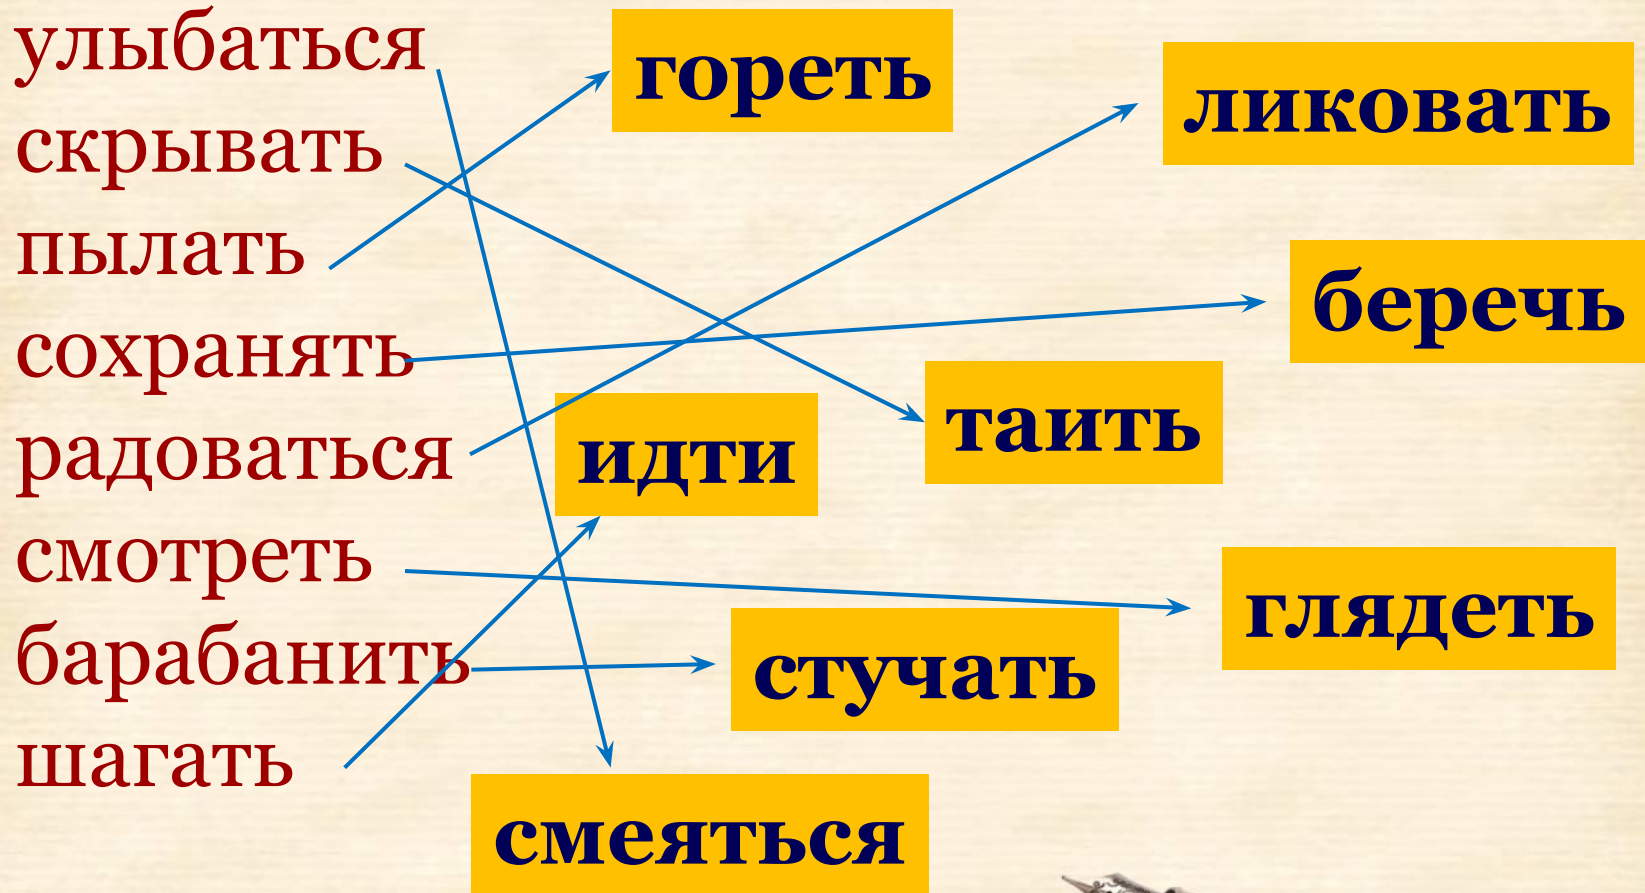 улыбаться
скрывать
пылать
сохранять
радоваться
смотреть
барабанить
шагать
гореть
ликовать
беречь
таить
идти
глядеть
стучать
смеяться